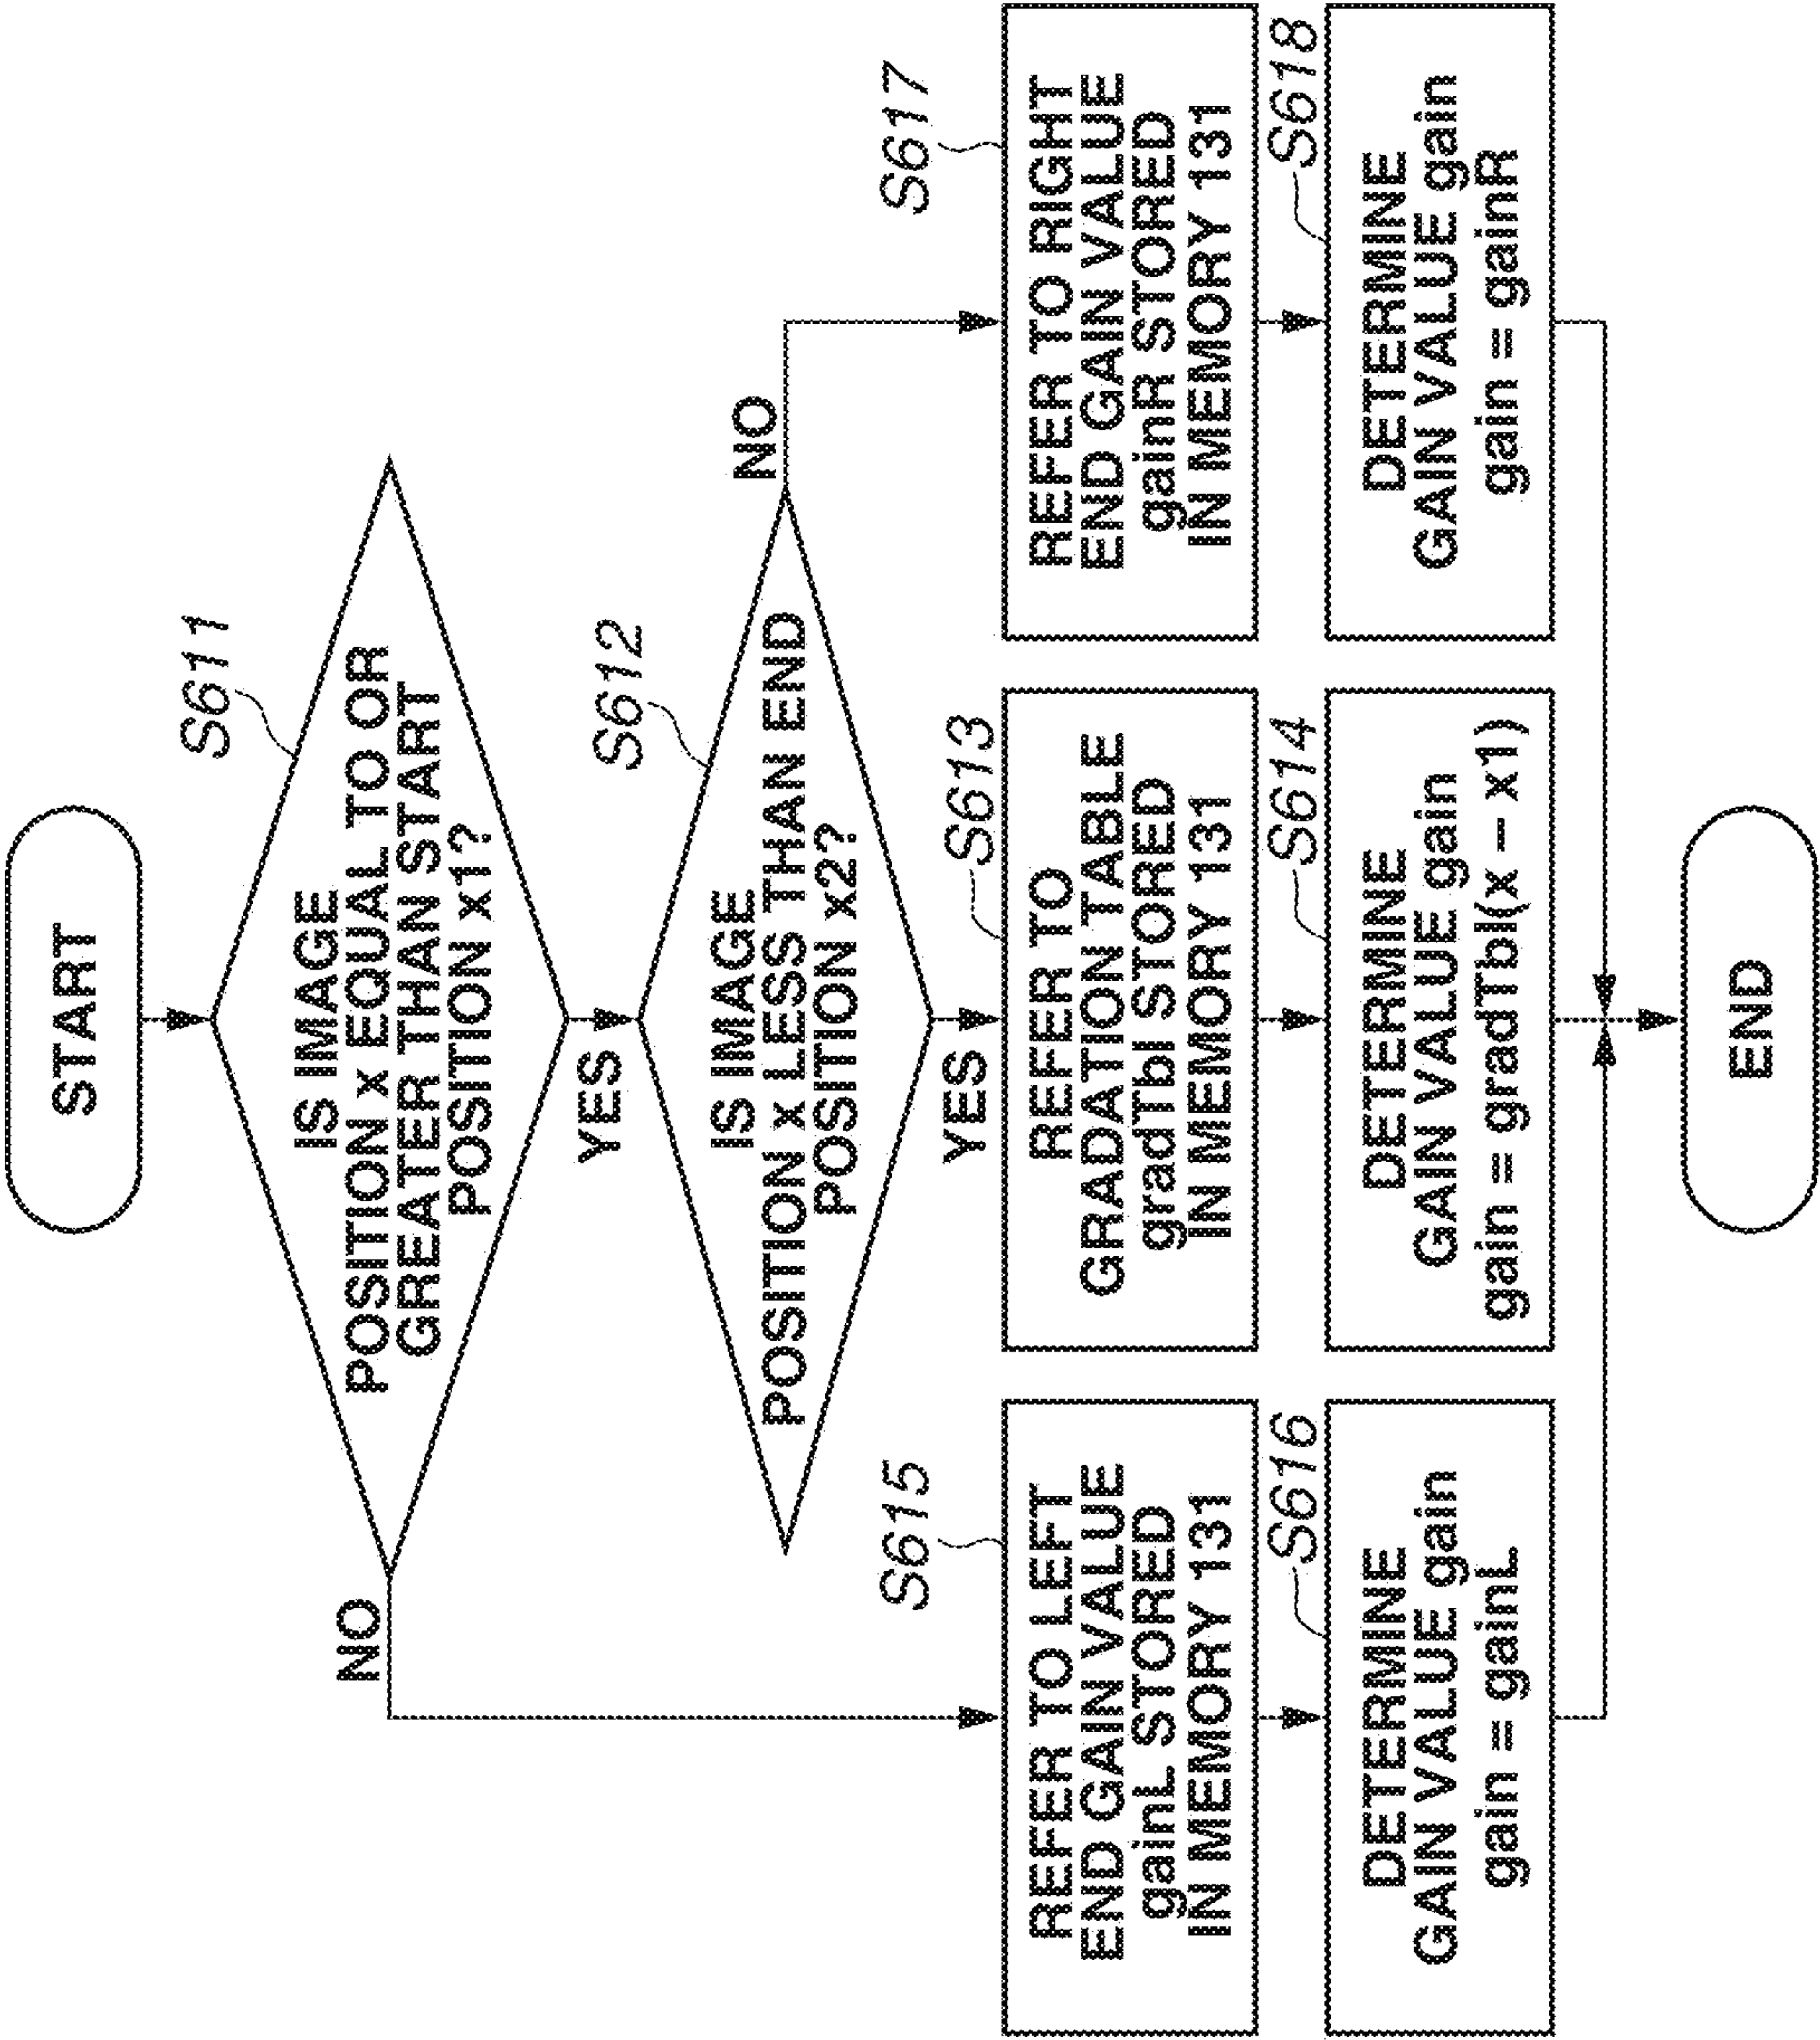 START
S611
IS IMAGE
POSITION x EQUAL TO OR
GREATER THAN START
POSITION x1?
NO
YES
S612
IS IMAGE
POSITION x LESS THAN END
POSITION x2?
NO
YES
S615
REFER TO LEFT
END GAIN VALUE
gainL STORED
IN MEMORY 131
S613
REFER TO
GRADATION TABLE
gradTbl STORED
IN MEMORY 131
S617
REFER TO RIGHT
END GAIN VALUE
gainR STORED
IN MEMORY 131
S616
DETERMINE
GAIN VALUE gain
gain = gainL
S614
DETERMINE
GAIN VALUE gain
gain = gradTbl(x – x1)
S618
DETERMINE
GAIN VALUE gain
gain = gainR
END